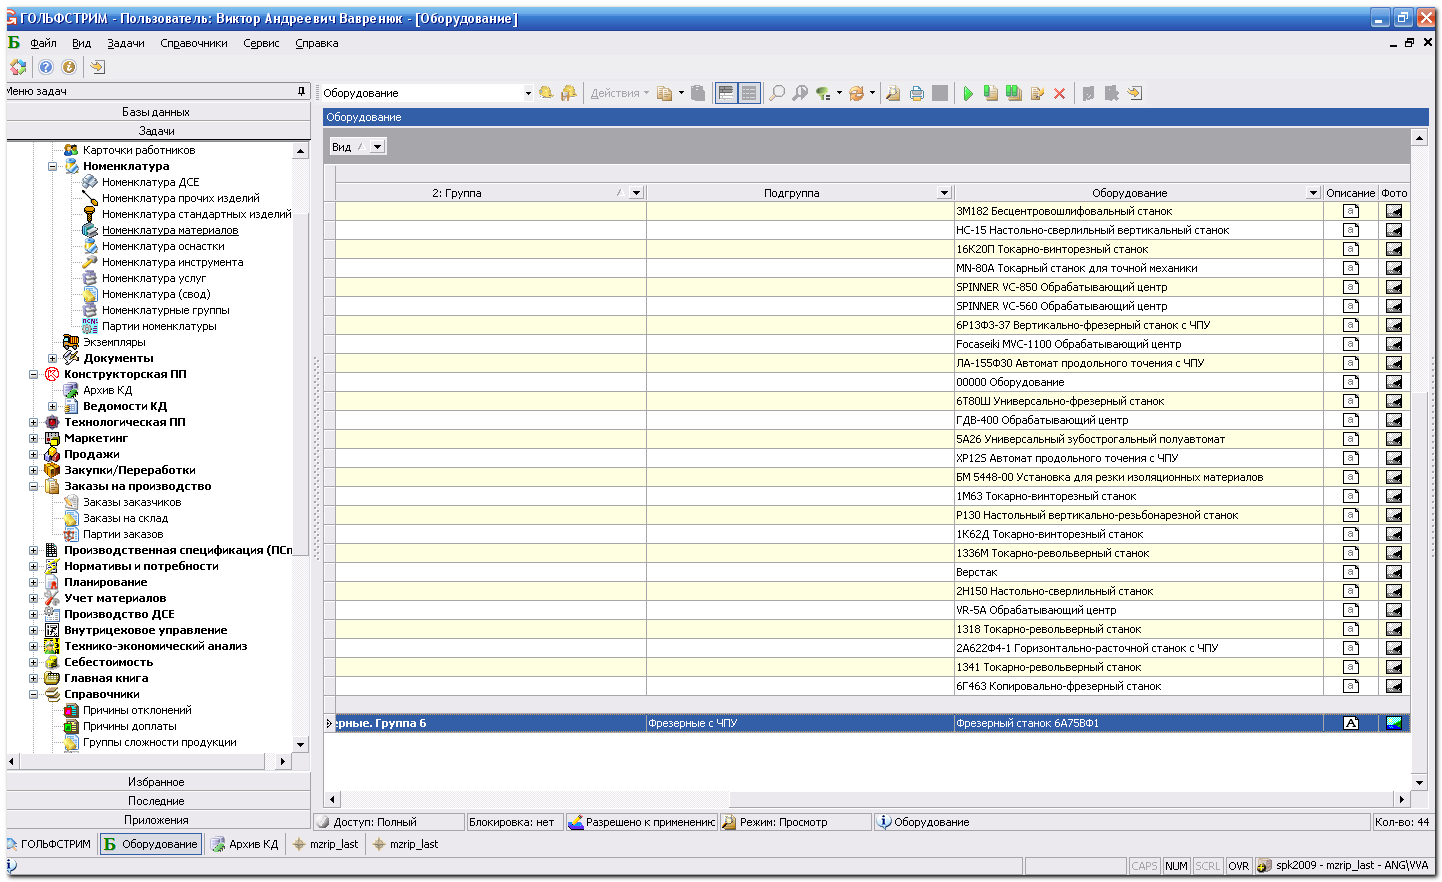 ГОЛЬФСТРИМ - Пользователь: Виктор Андреевич Вавренюк - [Оборудование]
Файл Вид Задачи Справочники Сервис Справка
Меню задач
Базы данных
Задачи
Карточки работников
Номенклатура
Номенклатура ДСЕ
Номенклатура прочих изделий
Номенклатура стандартных изделий
Номенклатура материалов
Номенклатура оснастки
Номенклатура инструмента
Номенклатура услуг
Номенклатура (свод)
Номенклатурные группы
Партии номенклатуры
Экземпляры
Документы
Конструкторская ПП
Архив КД
Ведомости КД
Технологическая ПП
Маркетинг
Продажи
Закупки/Переработки
Заказы на производство
Заказы заказчиков
Заказы на склад
Партии заказов
Производственная спецификация (ПСп
Нормативы и потребности
Планирование
Учет материалов
Производство ДСЕ
Внутрицеховое управление
Технико-экономический анализ
Себестоимость
Главная книга
Справочники
Причины отклонений
Причины доплаты
Группы сложности продукции
Избранное
Последние
Приложения
Оборудование Действия
Оборудование
Вид
2: Группа Подгруппа Оборудование Описание Фото
3М182 Бесцентровошлифовальный станок
НС-15 Настольно-сверлильный вертикальный станок
16К20П Токарно-винторезный станок
MN-80A Токарный станок для точной механики
SPINNER VC-850 Обрабатывающий центр
SPINNER VC-560 Обрабатывающий центр
6Р13Ф3-37 Вертикально-фрезерный станок с ЧПУ
Focaseiki MVC-1100 Обрабатывающий центр
ЛА-155Ф30 Автомат продольного точения с ЧПУ
00000 Оборудование
6Т80Ш Универсально-фрезерный станок
ГДВ-400 Обрабатывающий центр
5А26 Универсальный зубострогальный полуавтомат
XP12S Автомат продольного точения с ЧПУ
БМ 5448-00 Установка для резки изоляционных материалов
1М63 Токарно-винторезный станок
Р130 Настольный вертикально-резьбонарезной станок
1К62Д Токарно-винторезный станок
1336М Токарно-револьверный станок
Верстак
2Н150 Настольно-сверлильный станок
VR-5A Обрабатывающий центр
1318 Токарно-револьверный станок
2А622Ф4-1 Горизонтально-расточной станок с ЧПУ
1341 Токарно-револьверный станок
6Г463 Копировально-фрезерный станок
ерные. Группа 6 Фрезерные с ЧПУ Фрезерный станок 6А75ВФ1
Доступ: Полный Блокировка: нет Разрешено к применению Режим: Просмотр Оборудование Кол-во: 44
ГОЛЬФСТРИМ Оборудование Архив КД mzrip_last mzrip_last
CAPS NUM SCRL OVR spk2009 - mzrip_last - ANG\VVA